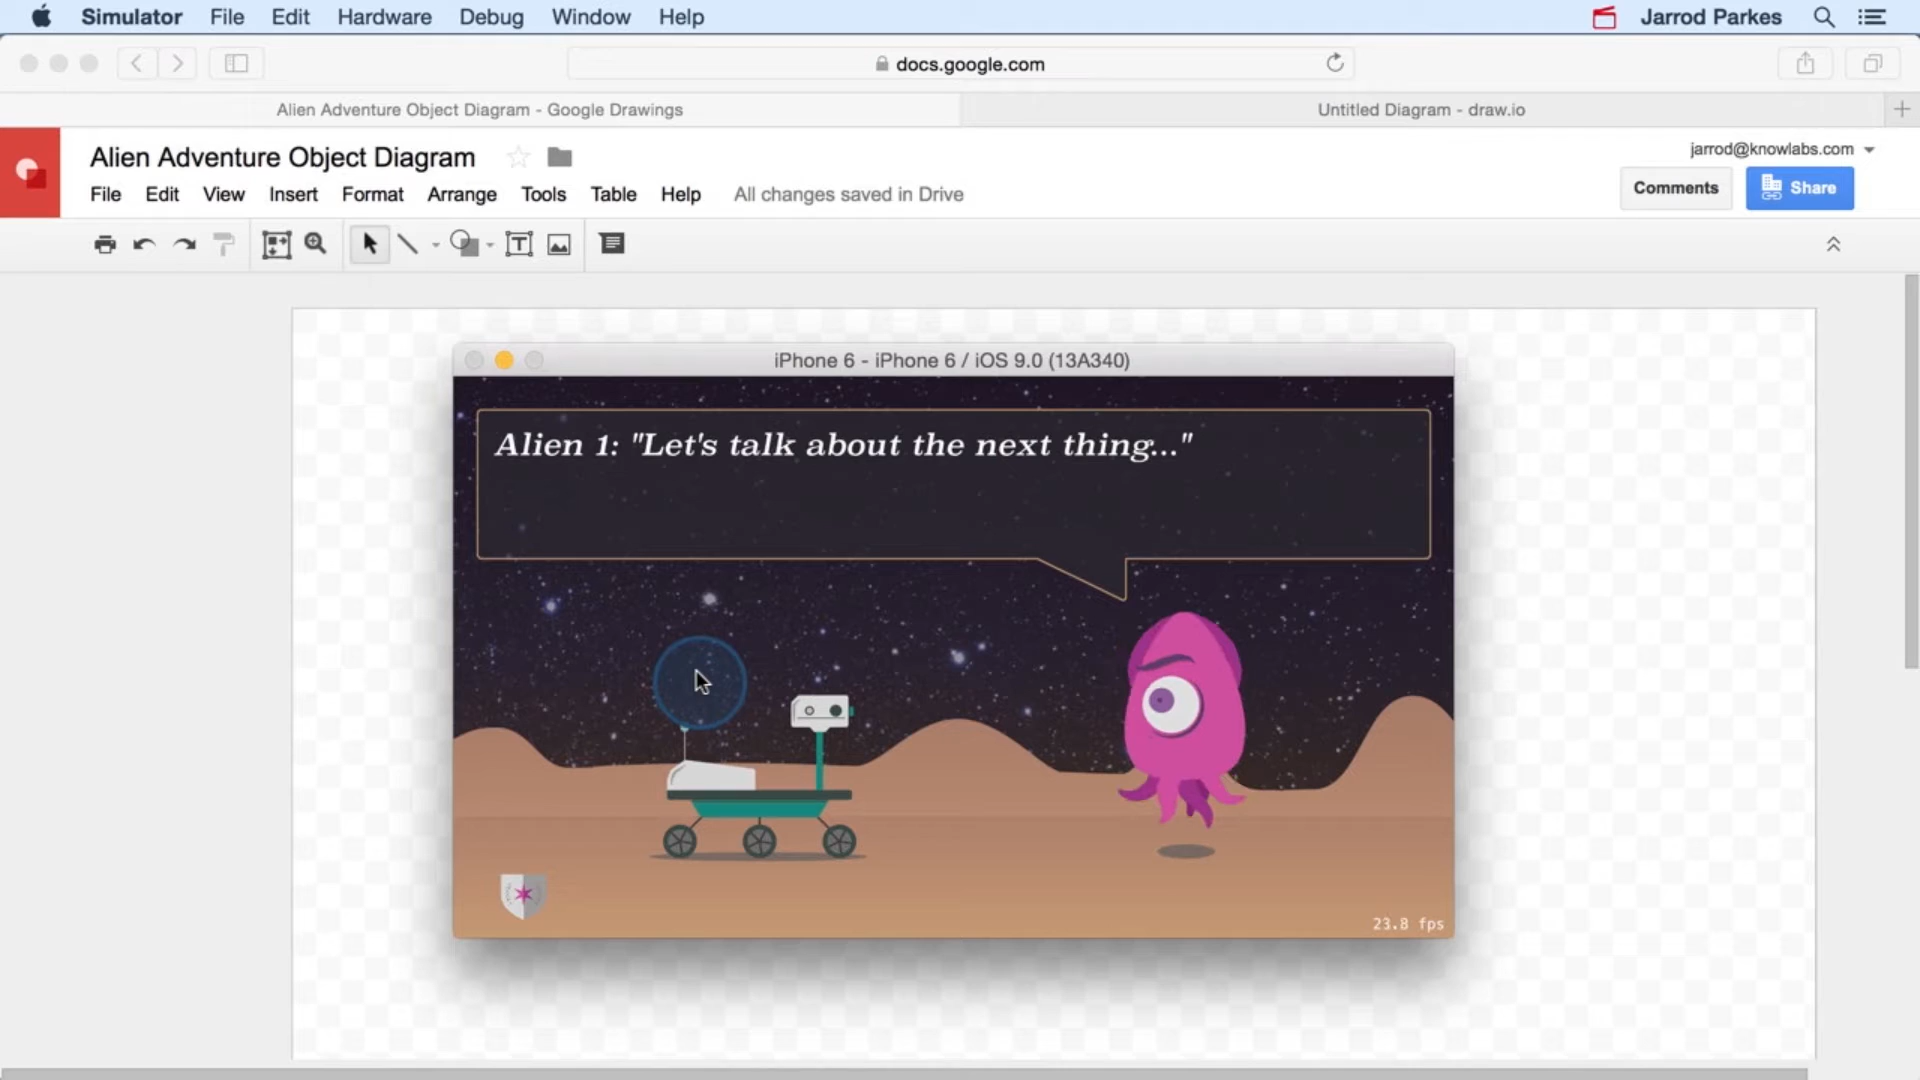 Simulator File Edit Hardware Debug Window Help Jarrod Parkes
docs.google.com
Alien Adventure Object Diagram - Google Drawings Untitled Diagram - draw.io
Alien Adventure Object Diagram
jarrod@knowlabs.com
File Edit View Insert Format Arrange Tools Table Help All changes saved in Drive
Comments Share
iPhone 6 - iPhone 6 / iOS 9.0 (13A340)
Alien 1: "Let's talk about the next thing..."
23.8 fps